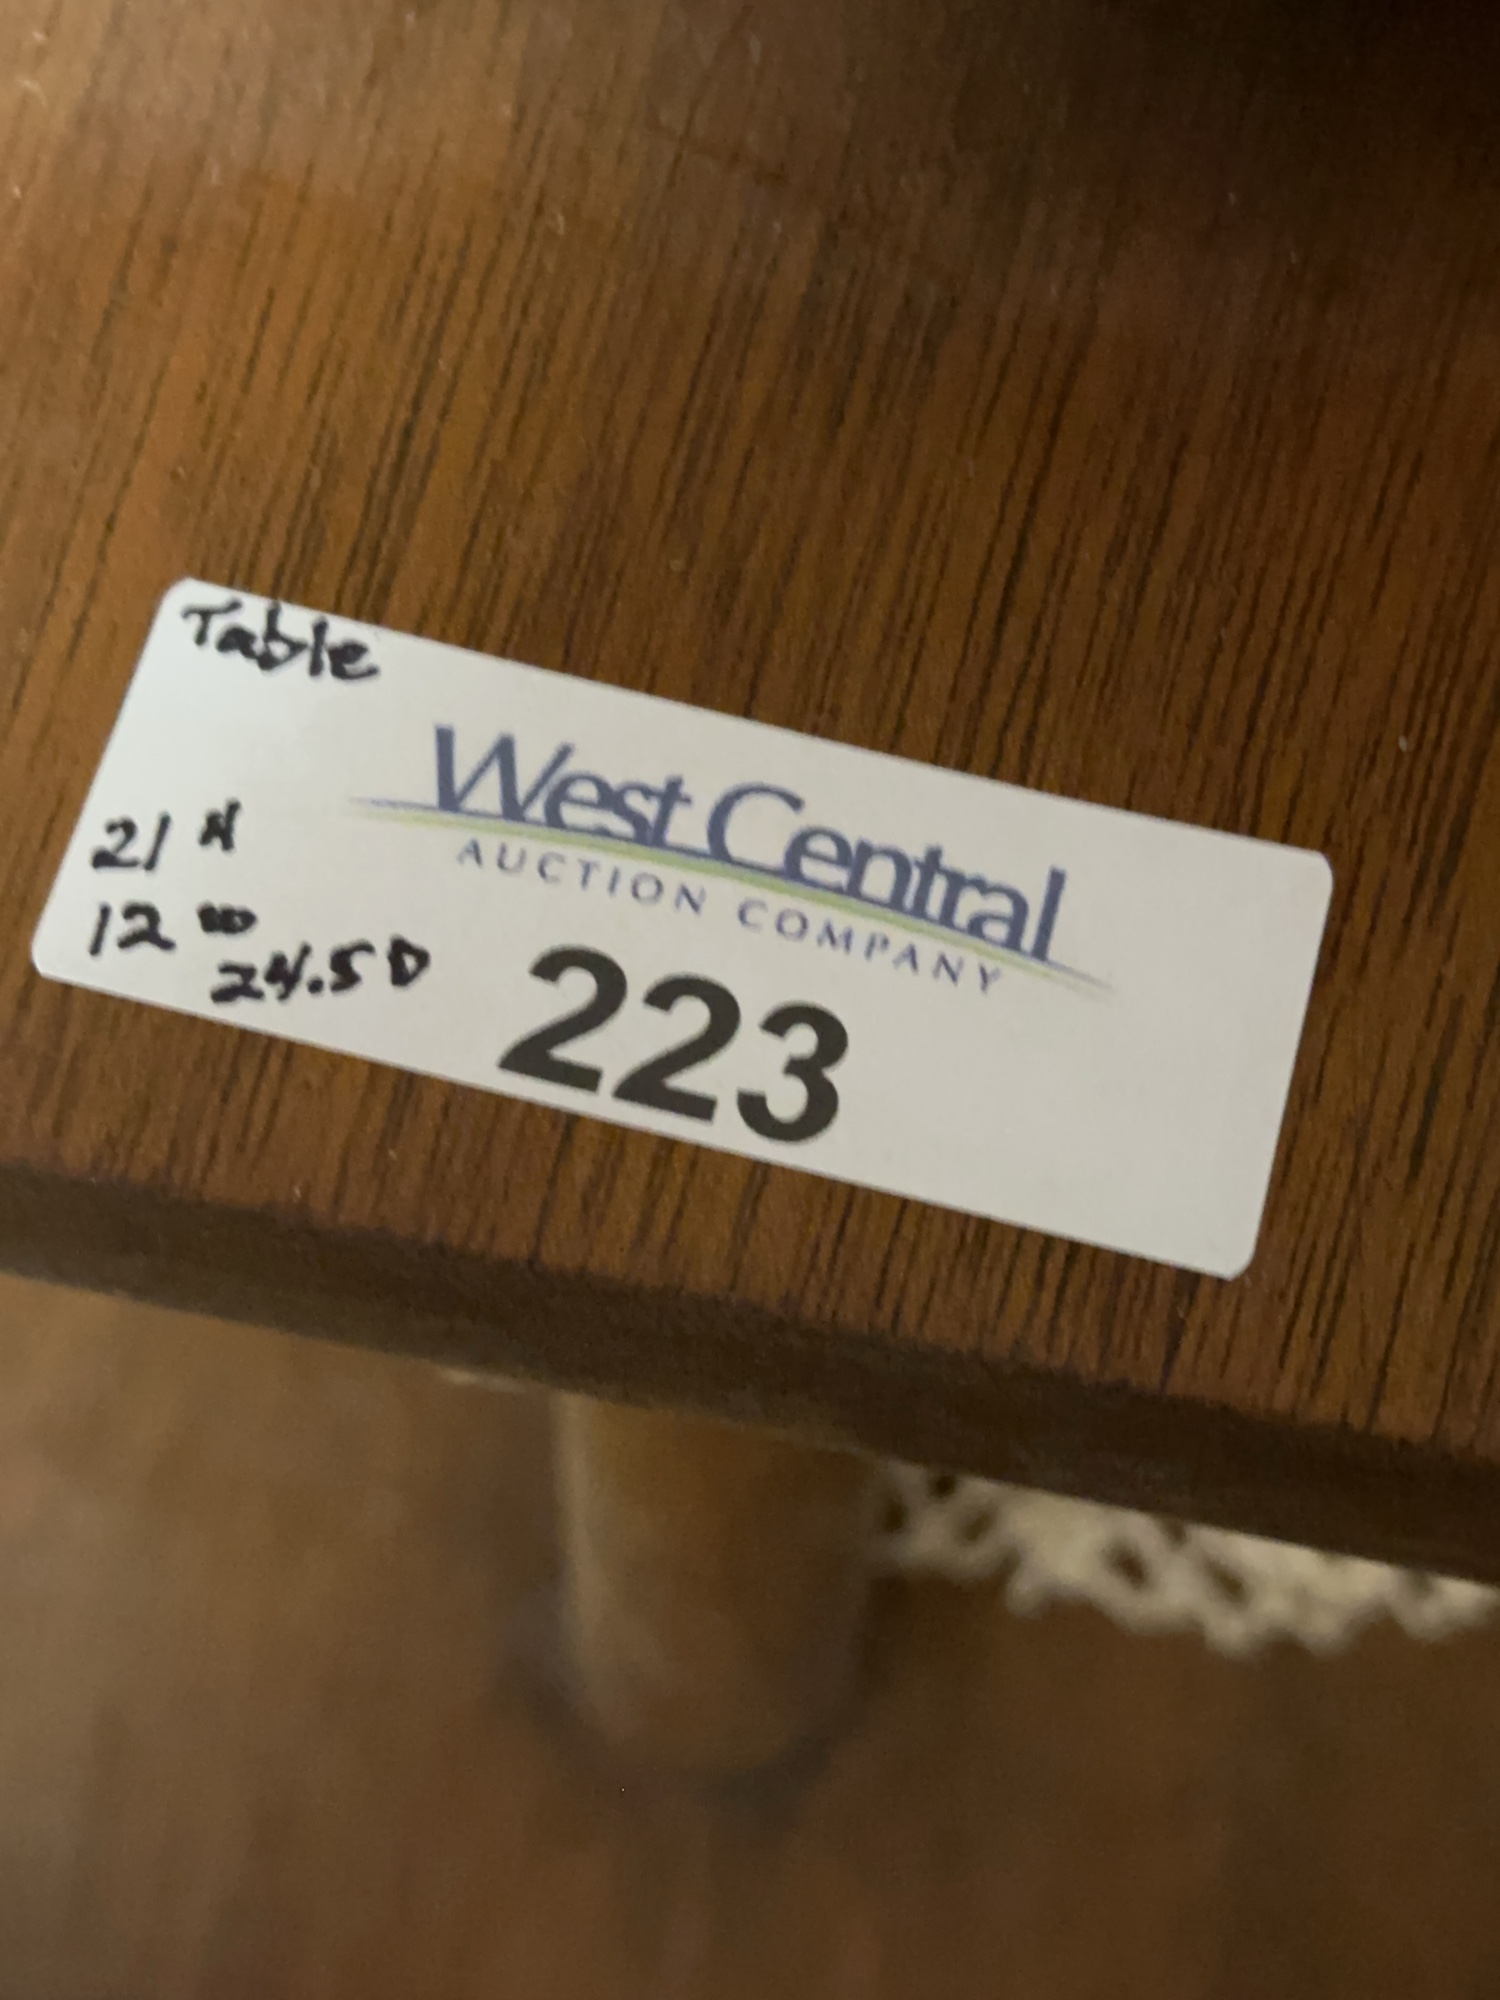 Table
West Central
AUCTION COMPANY
21 H
12 W
24.5 D
223